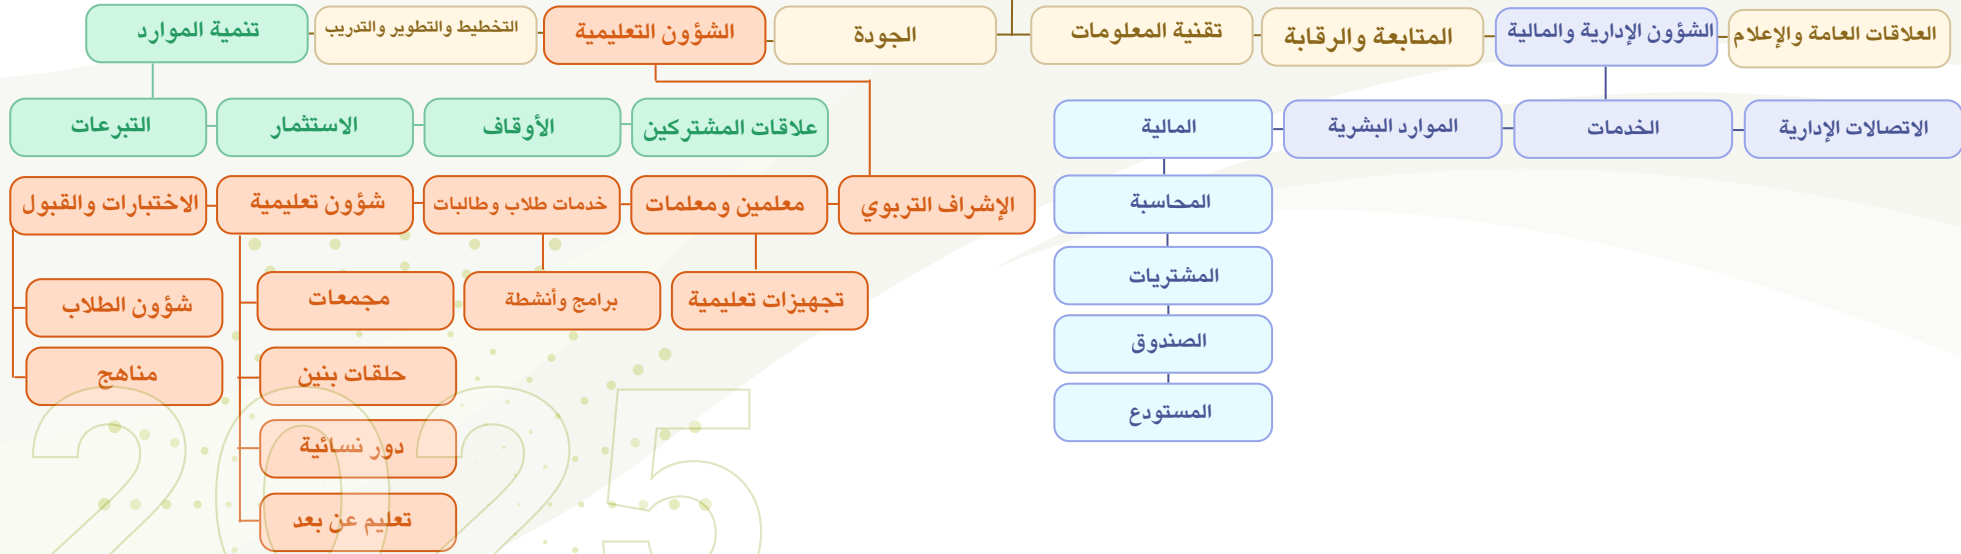 العلاقات العامة والإعلام
الشؤون الإدارية والمالية
المتابعة والرقابة
تقنية المعلومات
الجودة
الشؤون التعليمية
التخطيط والتطوير والتدريب
تنمية الموارد
الاتصالات الإدارية
الخدمات
الموارد البشرية
المالية
علاقات المشتركين
الأوقاف
الاستثمار
التبرعات
المحاسبة
الإشراف التربوي
معلمين ومعلمات
خدمات طلاب وطالبات
شؤون تعليمية
الاختبارات والقبول
المشتريات
تجهيزات تعليمية
برامج وأنشطة
مجمعات
شؤون الطلاب
الصندوق
حلقات بنين
مناهج
المستودع
دور نسائية
تعليم عن بعد
2025